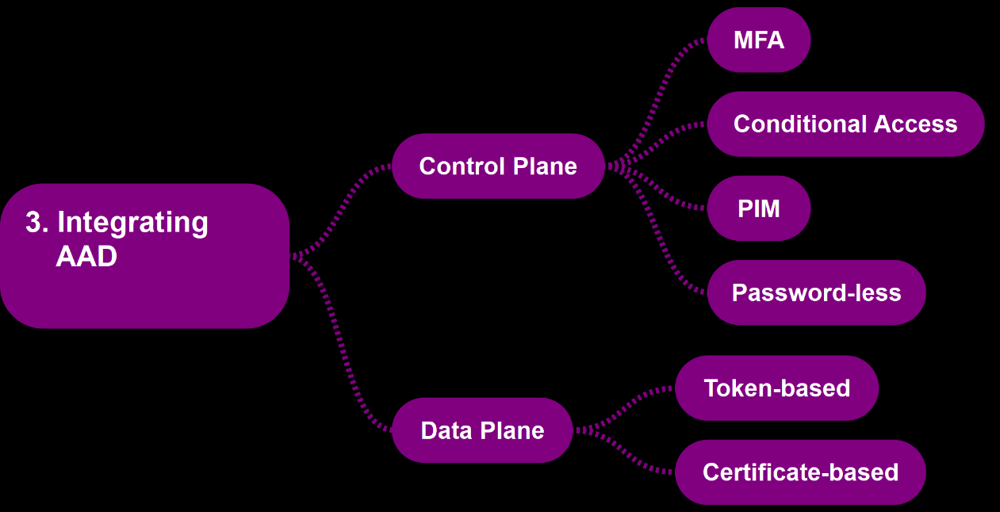 3. Integrating
AAD
Control Plane
MFA
Conditional Access
PIM
Password-less
Data Plane
Token-based
Certificate-based